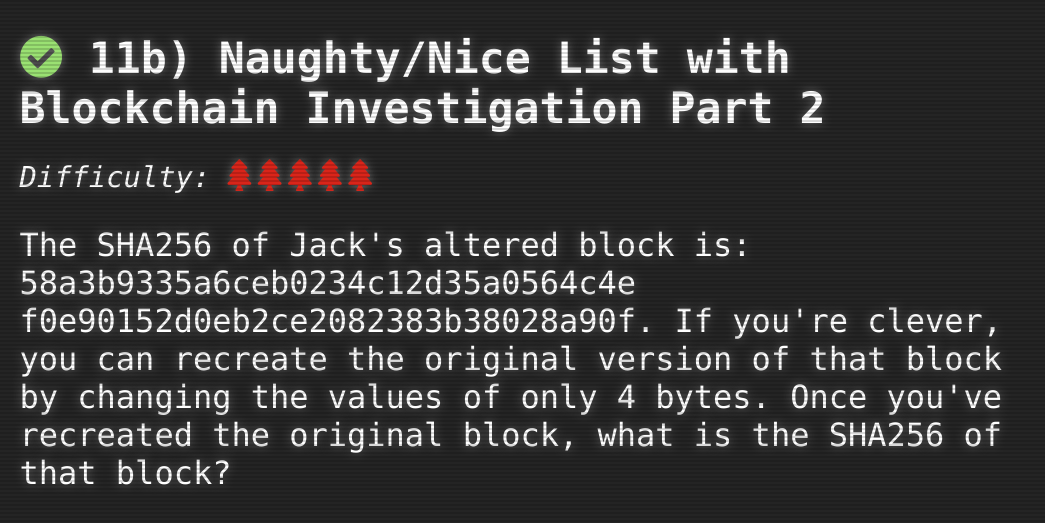 11b) Naughty/Nice List with
Blockchain Investigation Part 2
Difficulty:
The SHA256 of Jack's altered block is:
58a3b9335a6ceb0234c12d35a0564c4e
f0e90152d0eb2ce2082383b38028a90f. If you're clever,
you can recreate the original version of that block
by changing the values of only 4 bytes. Once you've
recreated the original block, what is the SHA256 of
that block?